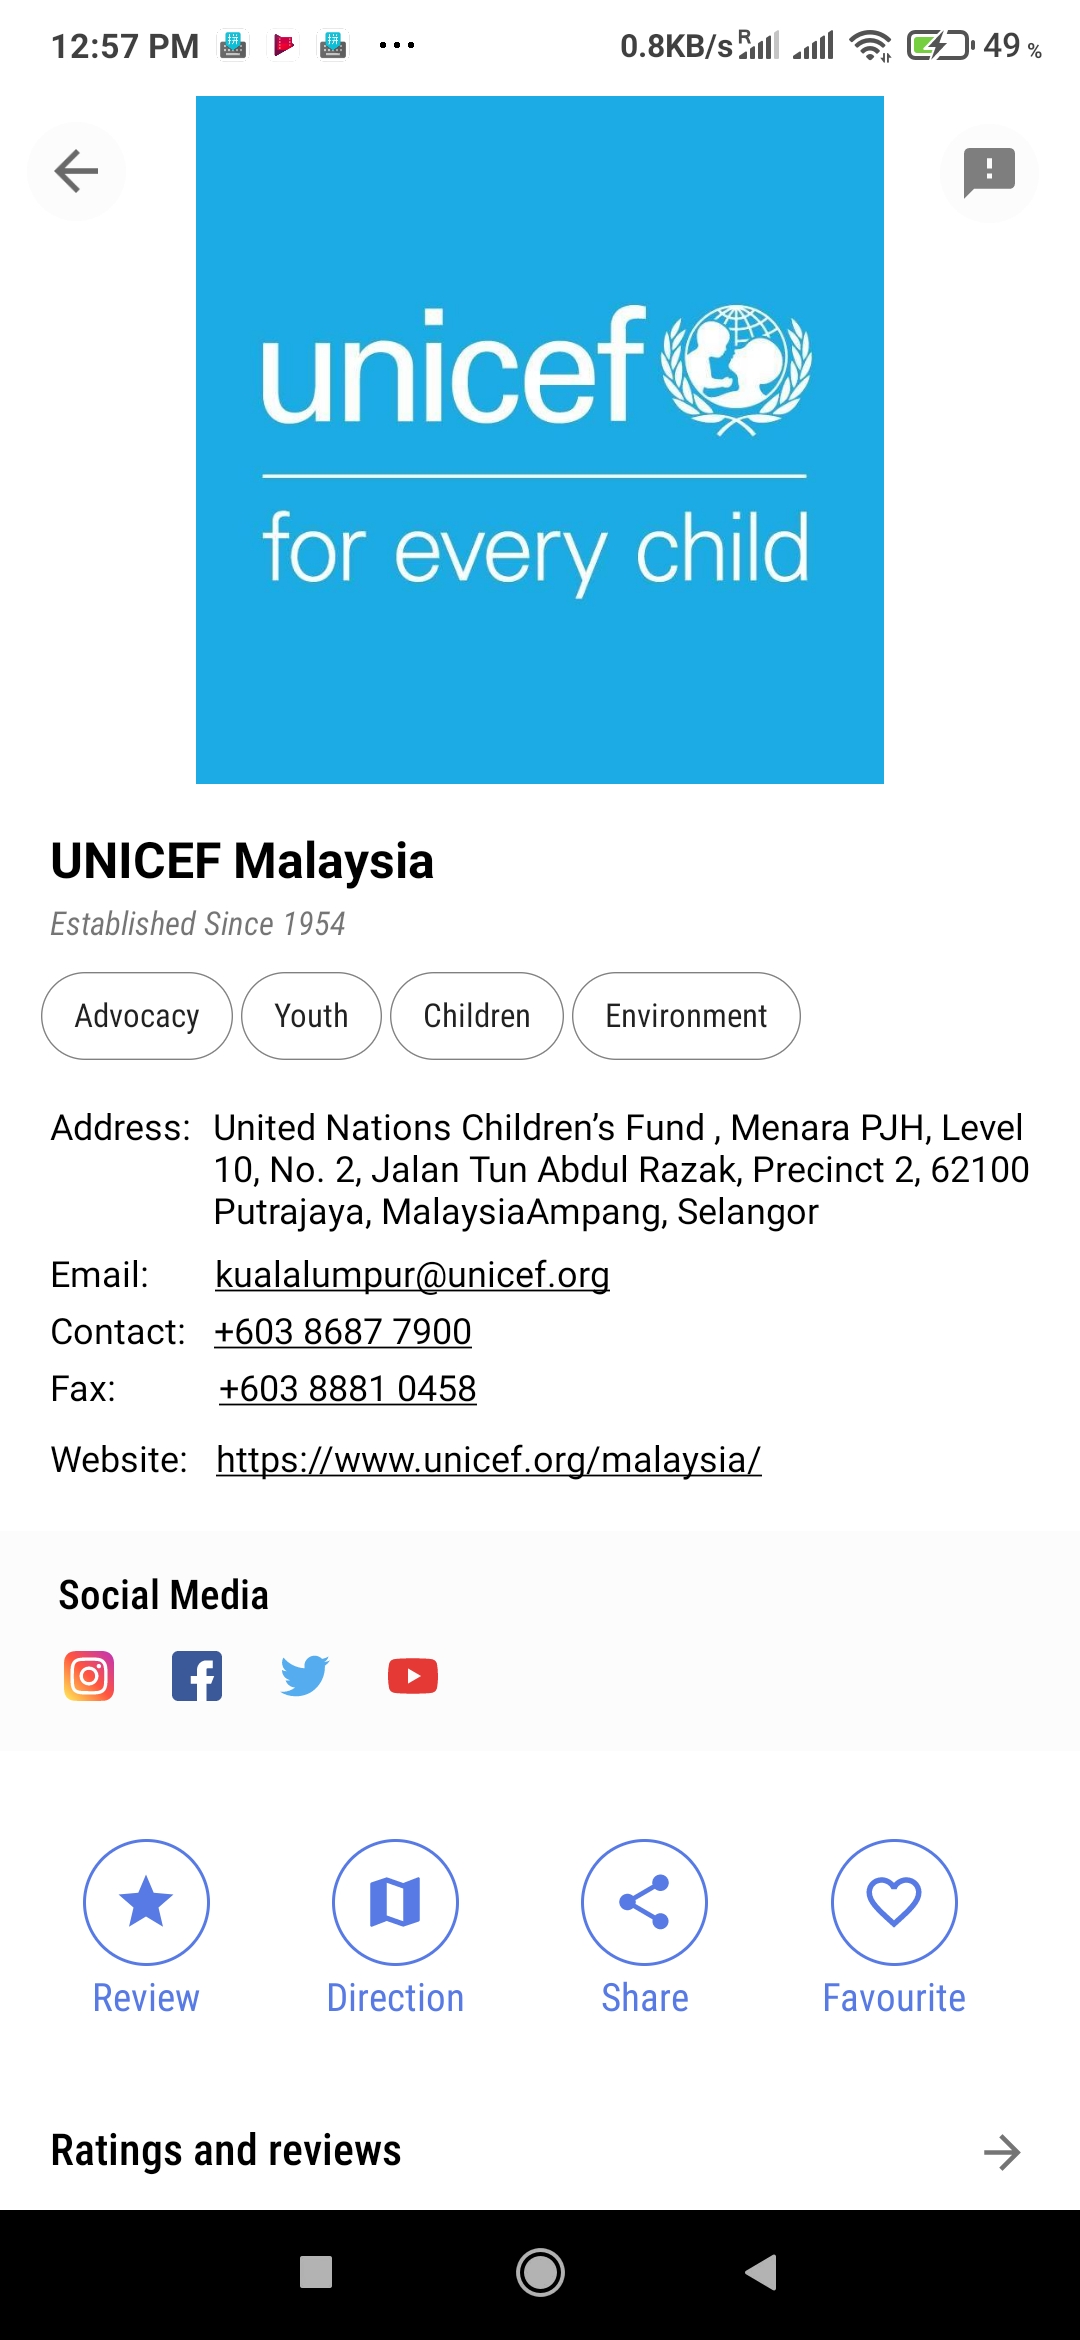 12:57 PM 0.8KB/s R 49 %
unicef
for every child
UNICEF Malaysia
Established Since 1954
Advocacy Youth Children Environment
Address: United Nations Children’s Fund , Menara PJH, Level
10, No. 2, Jalan Tun Abdul Razak, Precinct 2, 62100
Putrajaya, MalaysiaAmpang, Selangor
Email: kualalumpur@unicef.org
Contact: +603 8687 7900
Fax: +603 8881 0458
Website: https://www.unicef.org/malaysia/
Social Media
Review Direction Share Favourite
Ratings and reviews